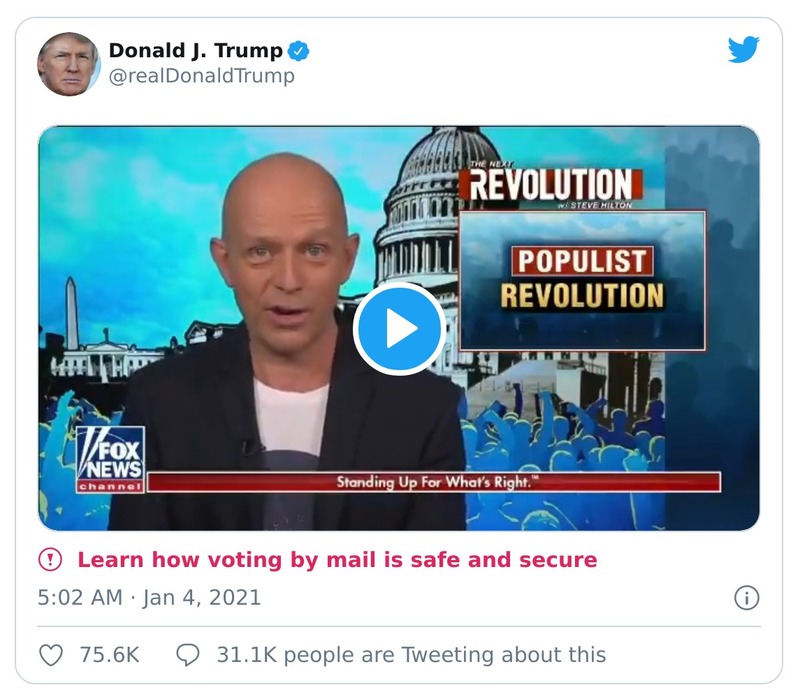 Donald J. Trump
@realDonaldTrump
THE NEXT
REVOLUTION
w/ STEVE HILTON
POPULIST
REVOLUTION
FOX
NEWS
channel
Standing Up For What's Right.™
Learn how voting by mail is safe and secure
5:02 AM · Jan 4, 2021
75.6K 31.1K people are Tweeting about this